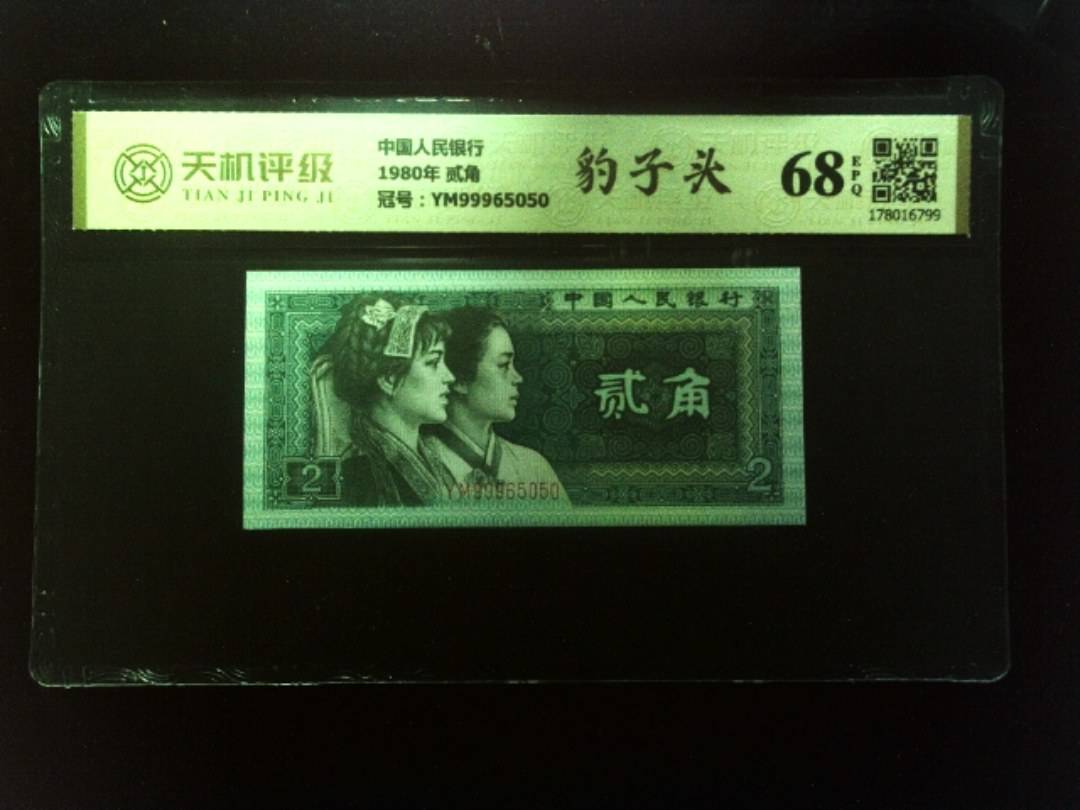 天机评级
TIAN JI PING JI
中国人民银行
1980年 贰角
冠号：YM99965050
豹子头
68
EPQ
178016799
中国人民银行
贰角
2
YM99965050
2